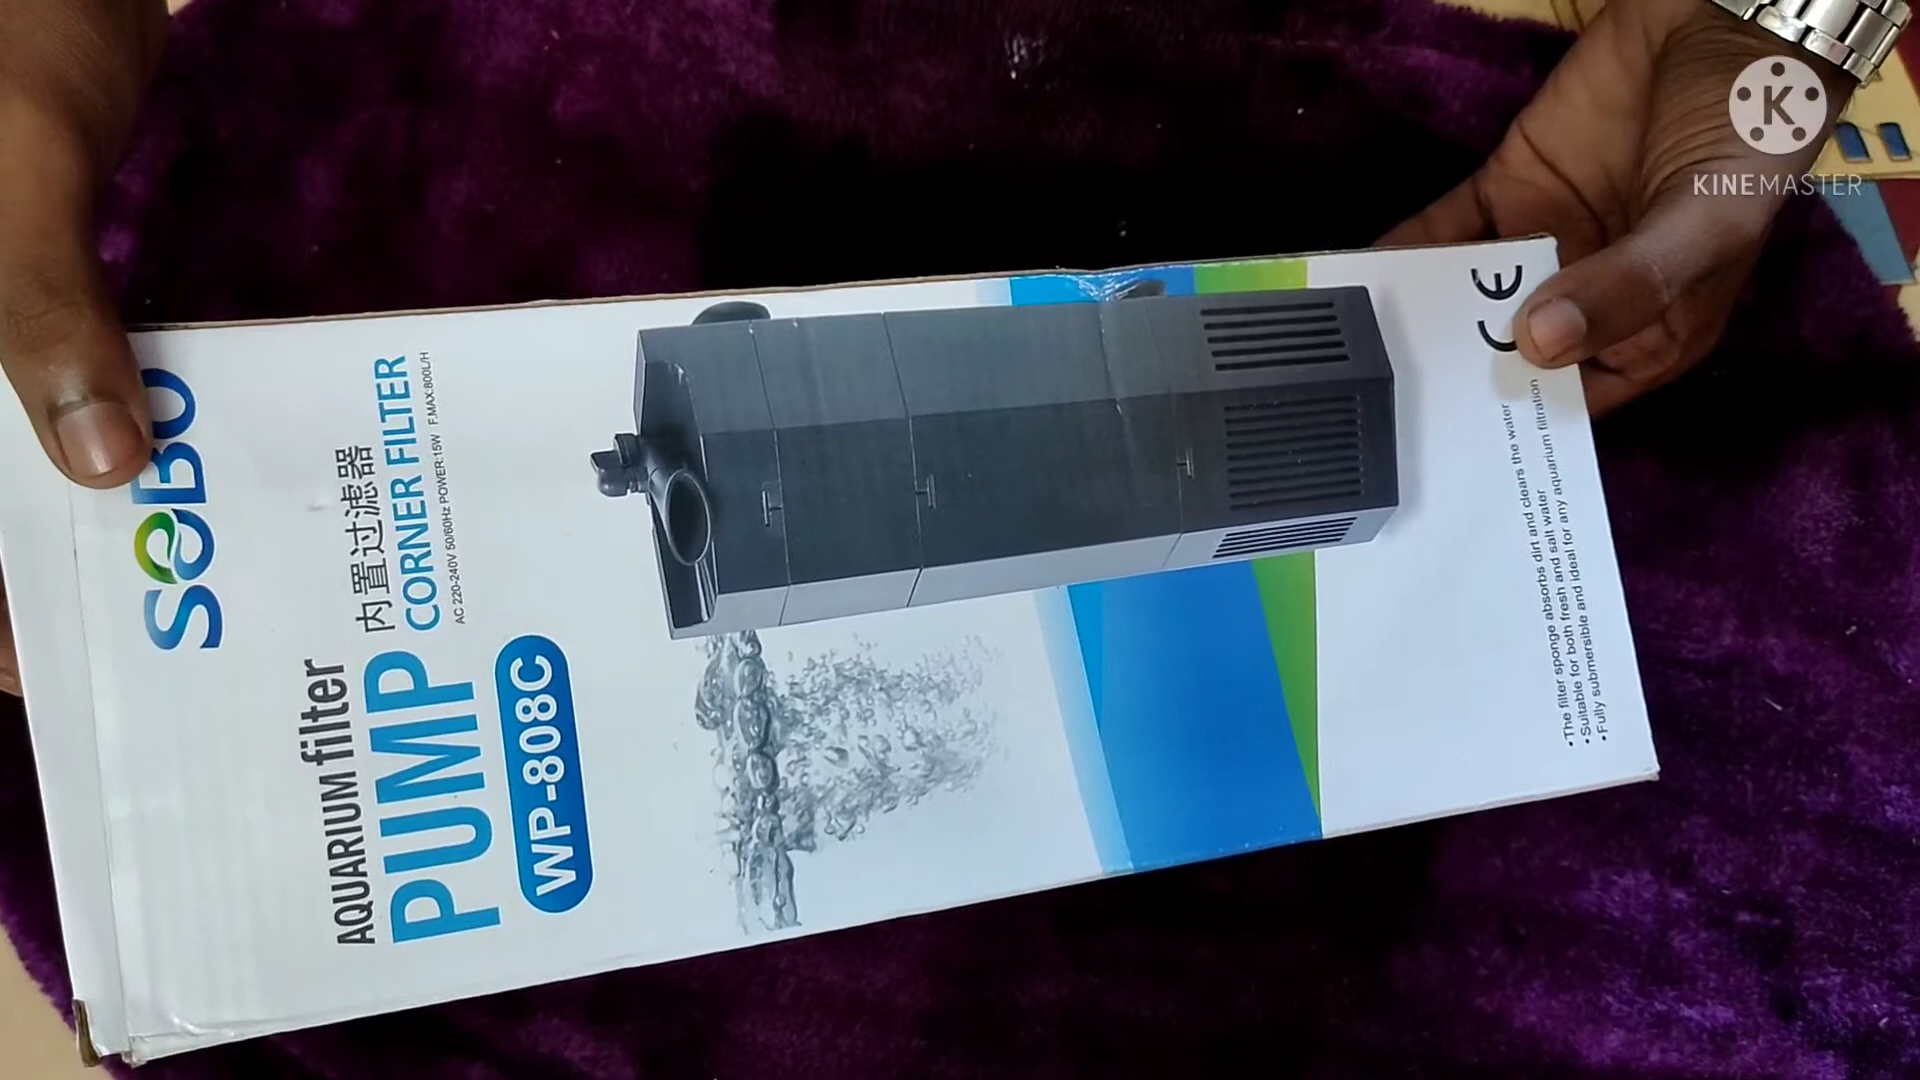 SOBO
AQUARIUM filter
PUMP 内置过滤器
CORNER FILTER
AC 220-240V 50/60Hz POWER:15W F.MAX:800L/H
WP-808C
CE
•The filter sponge absorbs dirt and clears the water
•Suitable for both fresh and salt water
•Fully submersible and ideal for any aquarium filtration
K
KINEMASTER